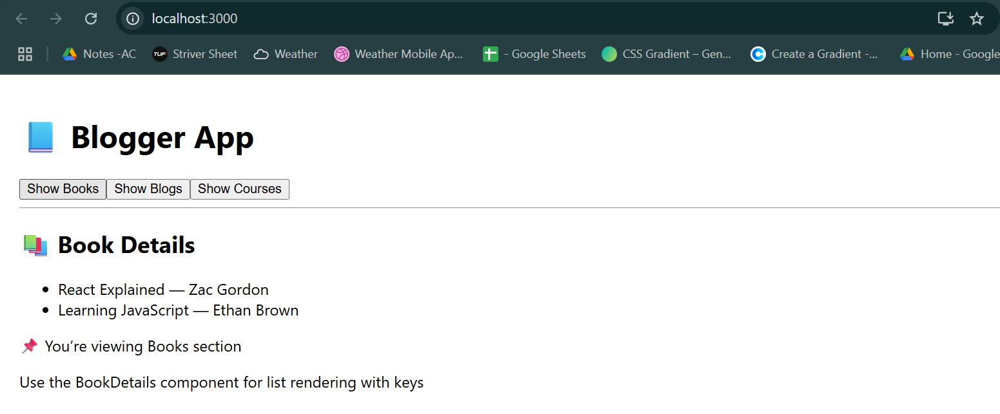 localhost:3000
Notes -AC TUF Striver Sheet Weather Weather Mobile Ap... - Google Sheets CSS Gradient – Gen... Create a Gradient -... Home - Google
Blogger App
Show Books Show Blogs Show Courses
Book Details
React Explained — Zac Gordon
Learning JavaScript — Ethan Brown
You’re viewing Books section
Use the BookDetails component for list rendering with keys